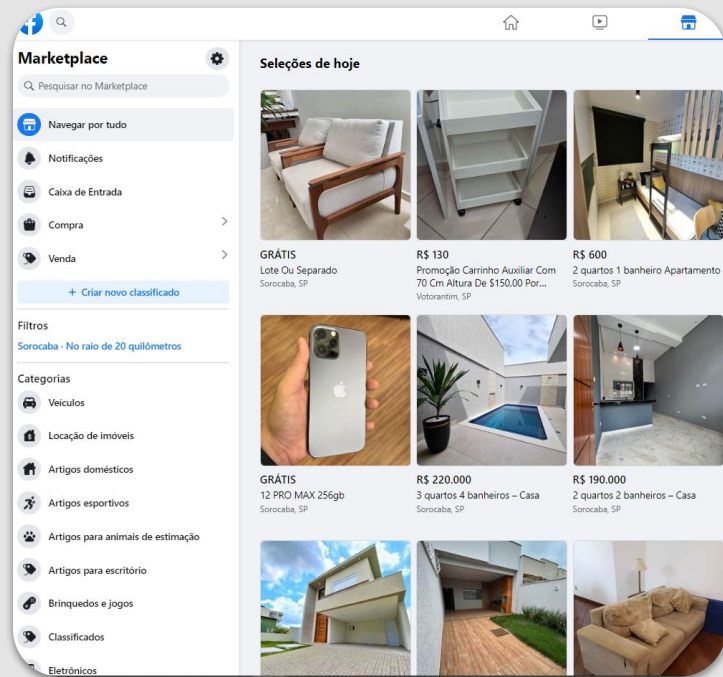 Marketplace
Pesquisar no Marketplace
Navegar por tudo
Notificações
Caixa de Entrada
Compra
Venda
+ Criar novo classificado
Filtros
Sorocaba · No raio de 20 quilômetros
Categorias
Veículos
Locação de imóveis
Artigos domésticos
Artigos esportivos
Artigos para animais de estimação
Artigos para escritório
Brinquedos e jogos
Classificados
Eletrônicos
Seleções de hoje
GRÁTIS
Lote Ou Separado
Sorocaba, SP
R$ 130
Promoção Carrinho Auxiliar Com
70 Cm Altura De $150.00 Por...
Votorantim, SP
R$ 600
2 quartos 1 banheiro Apartamento
Sorocaba, SP
GRÁTIS
12 PRO MAX 256gb
Sorocaba, SP
R$ 220.000
3 quartos 4 banheiros – Casa
Sorocaba, SP
R$ 190.000
2 quartos 2 banheiros – Casa
Sorocaba, SP